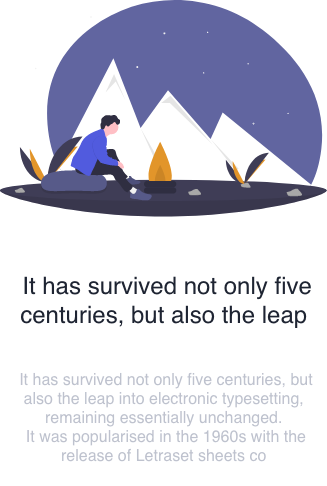 It has survived not only five
centuries, but also the leap
It has survived not only five centuries, but
also the leap into electronic typesetting,
remaining essentially unchanged.
It was popularised in the 1960s with the
release of Letraset sheets co